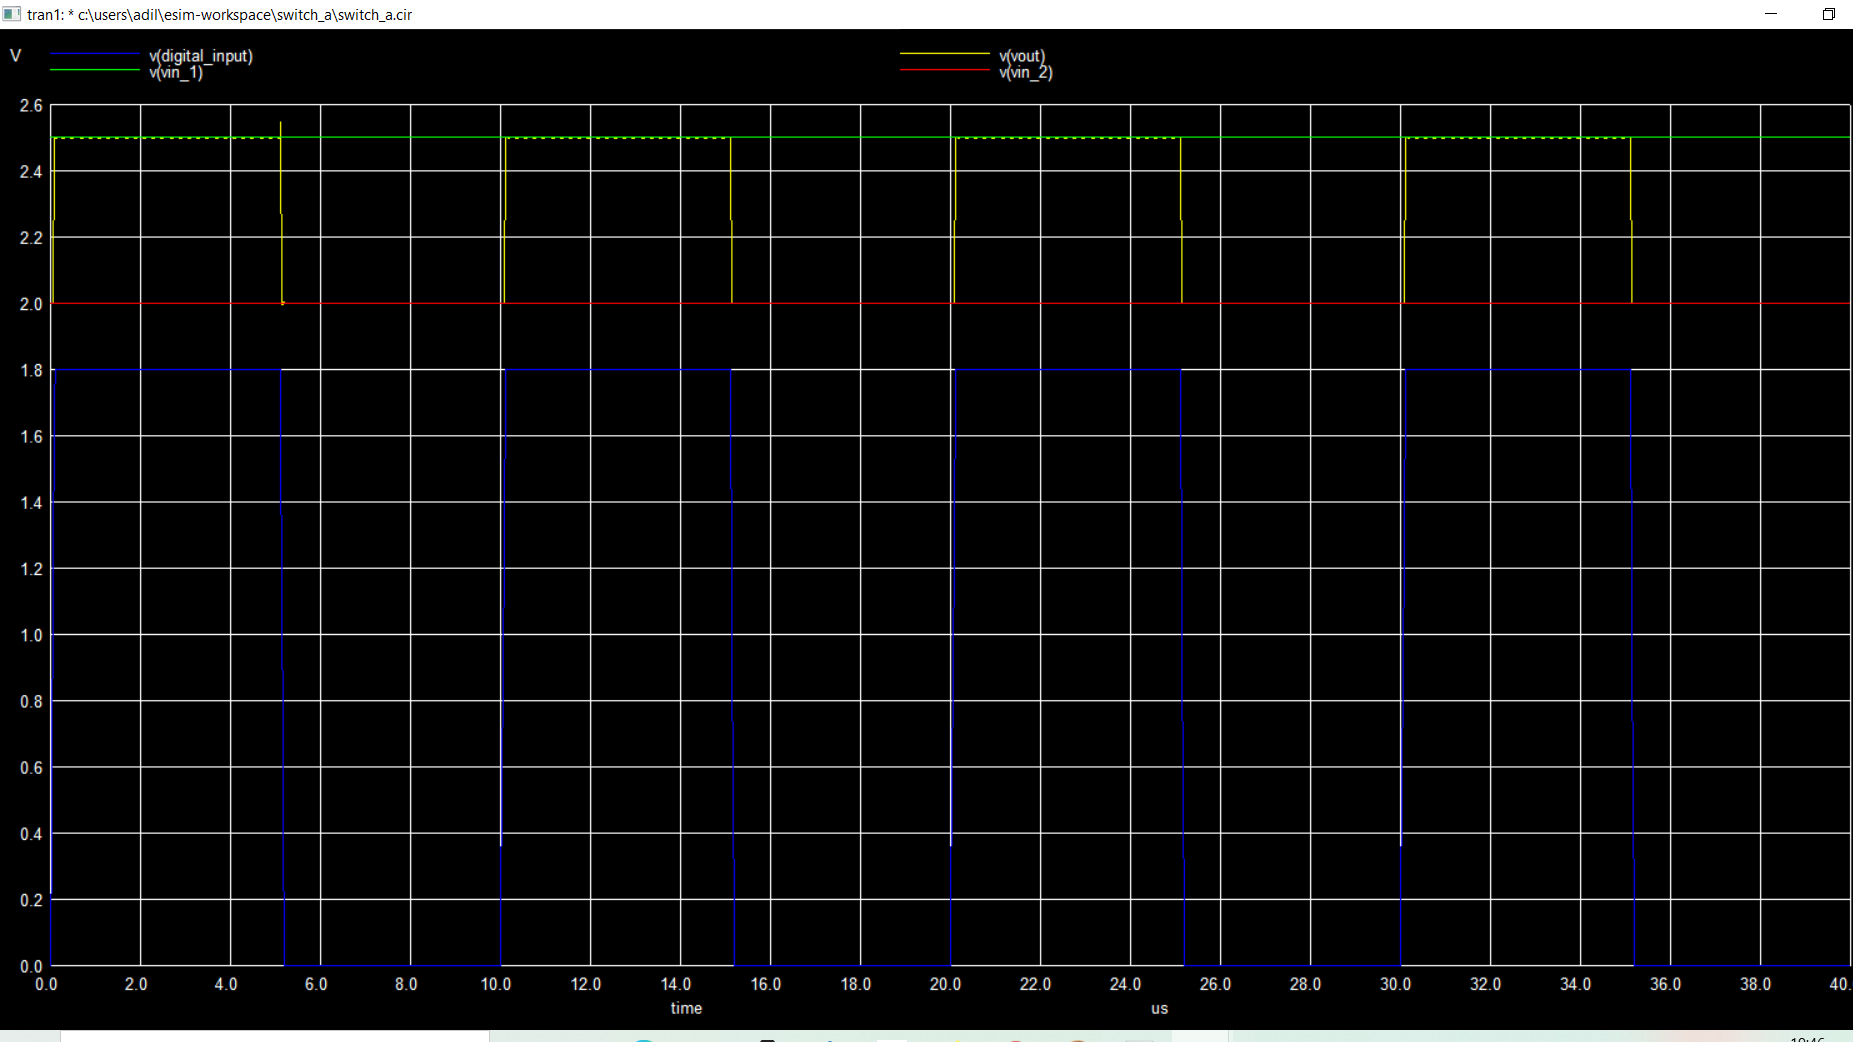 tran1: * c:\users\adil\esim-workspace\switch_a\switch_a.cir
V
v(digital_input)
v(vin_1)
v(vout)
v(vin_2)
2.6
2.4
2.2
2.0
1.8
1.6
1.4
1.2
1.0
0.8
0.6
0.4
0.2
0.0
0.0 2.0 4.0 6.0 8.0 10.0 12.0 14.0 16.0 18.0 20.0 22.0 24.0 26.0 28.0 30.0 32.0 34.0 36.0 38.0 40.
time us